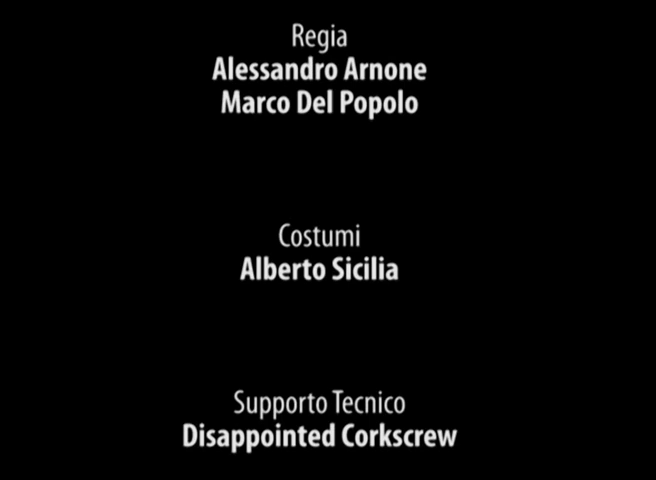 Regia
Alessandro Arnone
Marco Del Popolo
Costumi
Alberto Sicilia
Supporto Tecnico
Disappointed Corkscrew